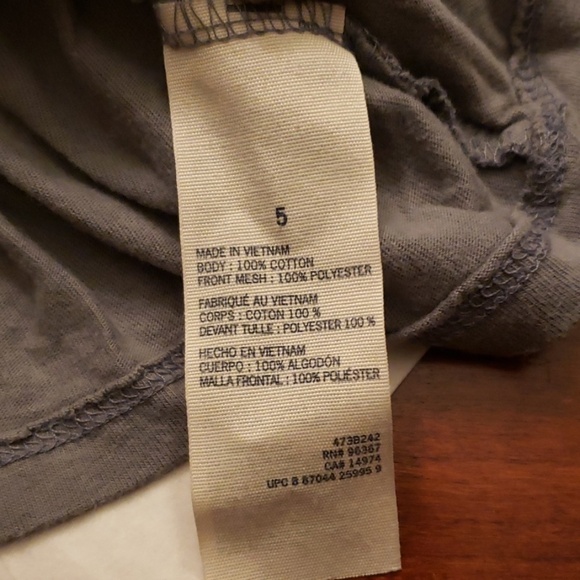 5
MADE IN VIETNAM
BODY : 100% COTTON
FRONT MESH : 100% POLYESTER
FABRIQUÉ AU VIETNAM
CORPS : COTON 100 %
DEVANT TULLE : POLYESTER 100 %
HECHO EN VIETNAM
CUERPO : 100% ALGODÓN
MALLA FRONTAL : 100% POLIÉSTER
473B242
RN# 96367
CA# 14974
UPC 8 87044 25995 9